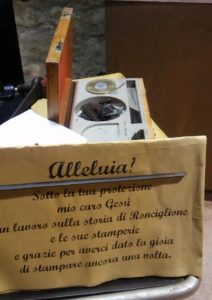 Alleluia!
Sotto la tua protezione
mio caro Gesú
un lavoro sulla storia di Ronciglione
e le sue stamperie
e grazie per averci dato la gioia
di stampare ancora una volta.